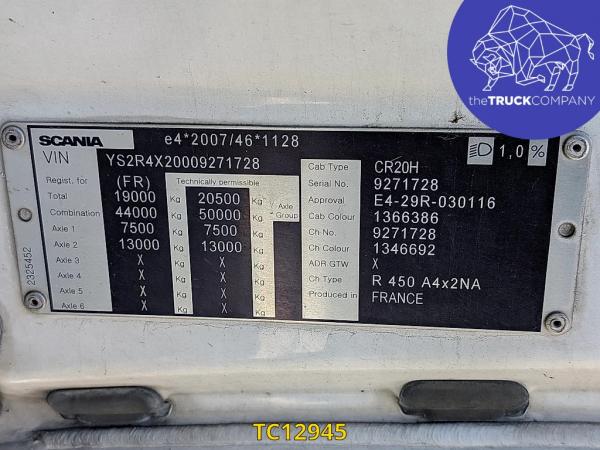 theTRUCKCOMPANY
SCANIA e4*2007/46*1128
VIN YS2R4X20009271728
1,0 %
Regist. for (FR) Technically permissible
Total 19000 Kg 20500 Kg
Combination 44000 Kg 50000 Kg
Axle Group
Axle 1 7500 Kg 7500 Kg
Axle 2 13000 Kg 13000 Kg
Axle 3 X Kg X Kg
Axle 4 X Kg X Kg
Axle 5 X Kg X Kg
Axle 6 X Kg X Kg
Cab Type CR20H
Serial No. 9271728
Approval E4-29R-030116
Cab Colour 1366386
Ch No. 9271728
Ch Colour 1346692
ADR.GTW X
Ch Type R 450 A4x2NA
Produced in FRANCE
2325452
TC12945